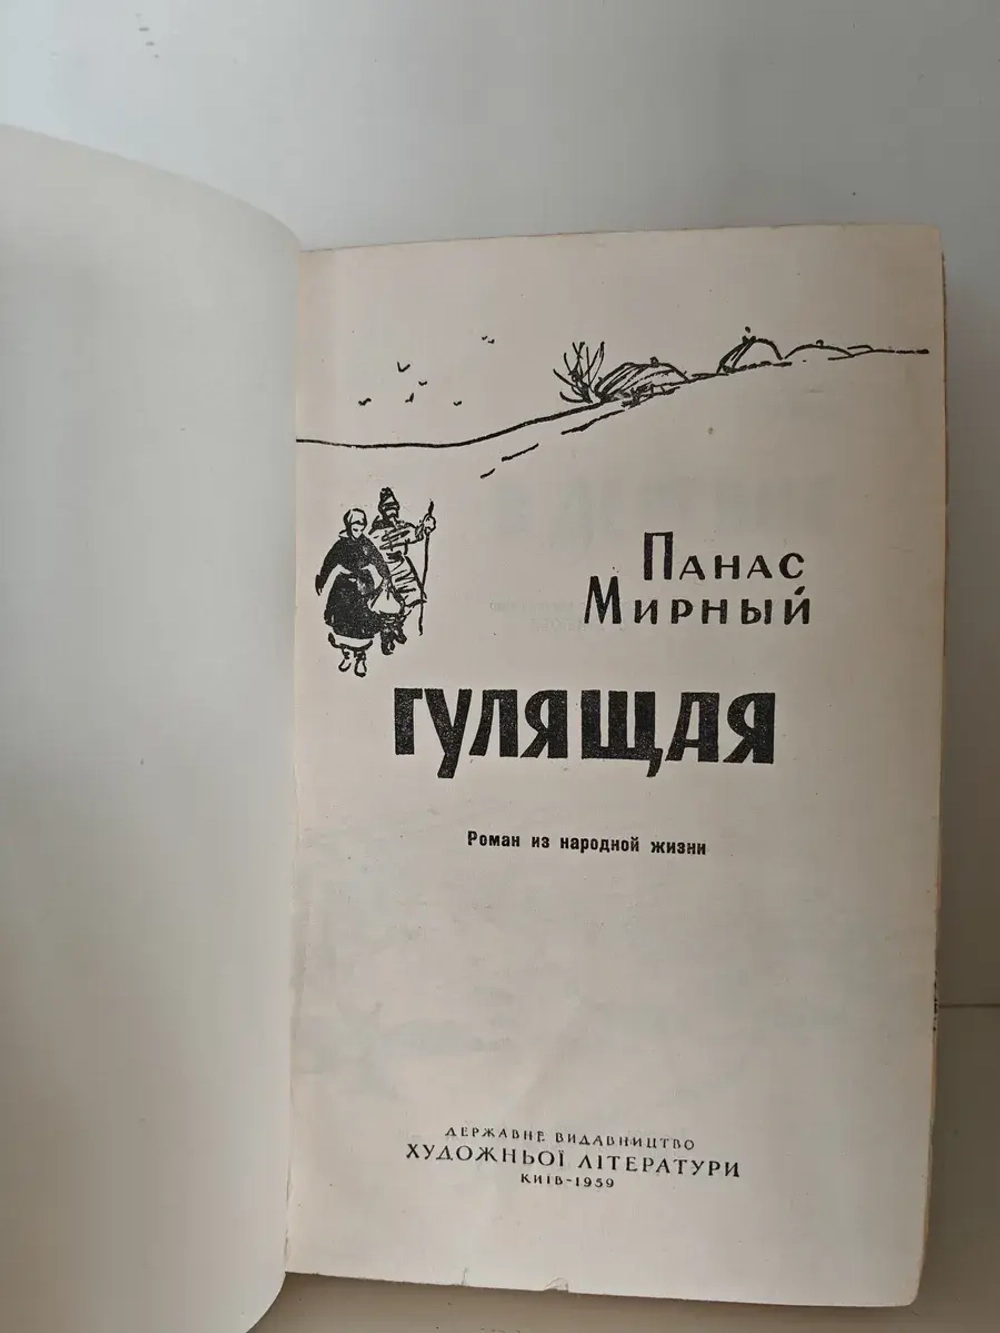 Панас
Мирный
Гулящая
Роман из народной жизни
Державне видавництво
художньої літератури
Київ-1959